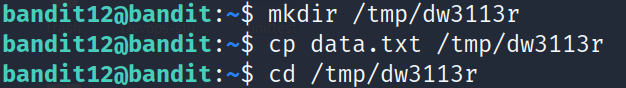 bandit12@bandit:~$ mkdir /tmp/dw3113r
bandit12@bandit:~$ cp data.txt /tmp/dw3113r
bandit12@bandit:~$ cd /tmp/dw3113r